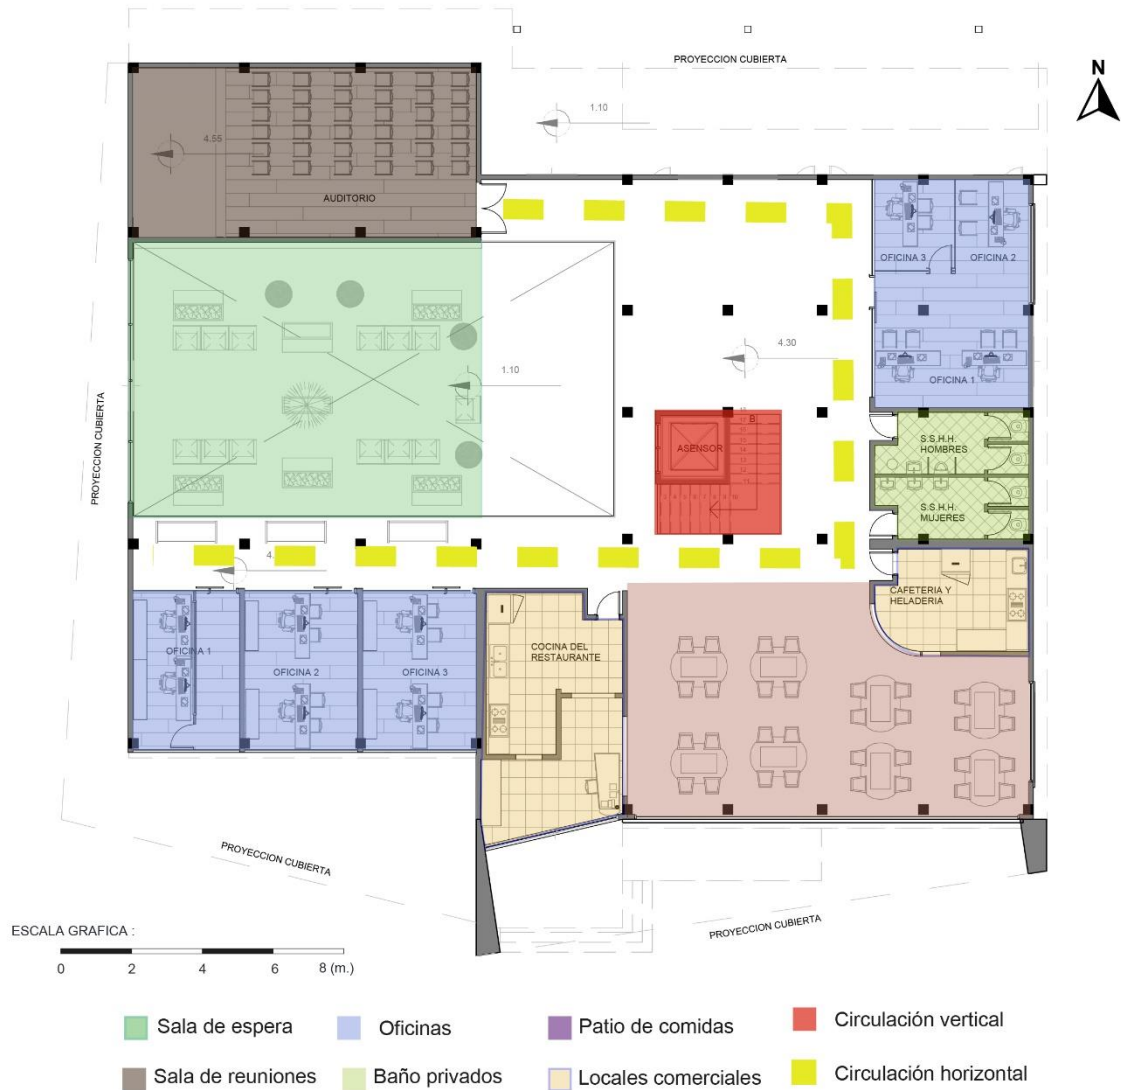 PROYECCION CUBIERTA
N
1.10
4.55
AUDITORIO
OFICINA 3
OFICINA 2
4.30
1.10
OFICINA 1
PROYECCION CUBIERTA
B
ASENSOR
S.S.H.H.
HOMBRES
S.S.H.H.
MUJERES
4.
CAFETERIA Y
HELADERIA
OFICINA 1
OFICINA 2
OFICINA 3
COCINA DEL
RESTAURANTE
PROYECCION CUBIERTA
PROYECCION CUBIERTA
ESCALA GRAFICA :
0 2 4 6 8 (m.)
Sala de espera
Oficinas
Patio de comidas
Circulación vertical
Sala de reuniones
Baño privados
Locales comerciales
Circulación horizontal